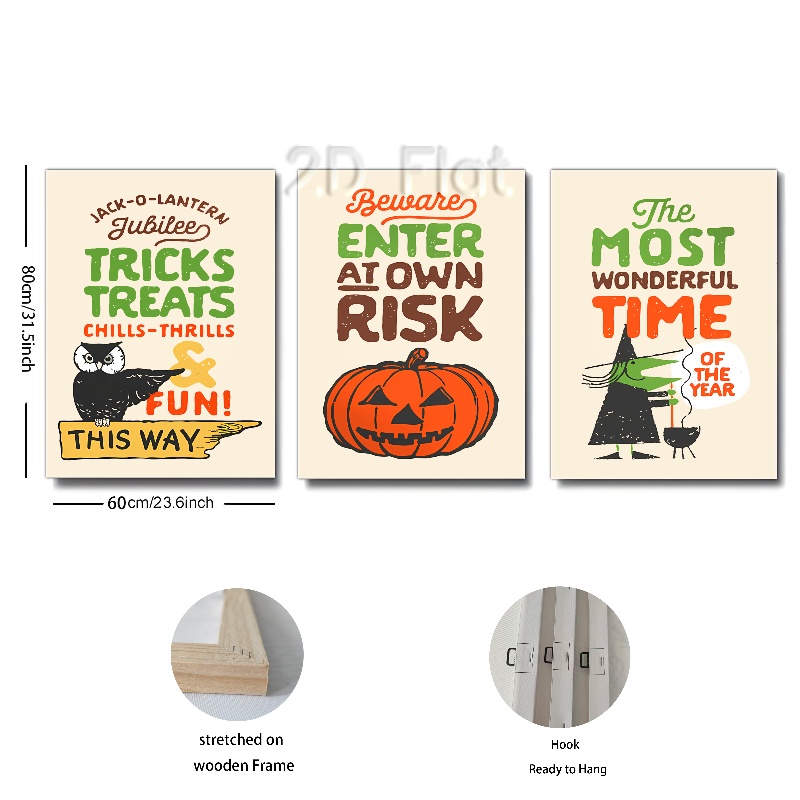 2D Flat
JACK-O-LANTERN
Jubilee
TRICKS
TREATS
CHILLS-THRILLS
&
FUN!
THIS WAY
Beware
ENTER
AT OWN
RISK
The
MOST
WONDERFUL
TIME
OF
THE
YEAR
80cm/31.5inch
60cm/23.6inch
stretched on
wooden Frame
Hook
Ready to Hang